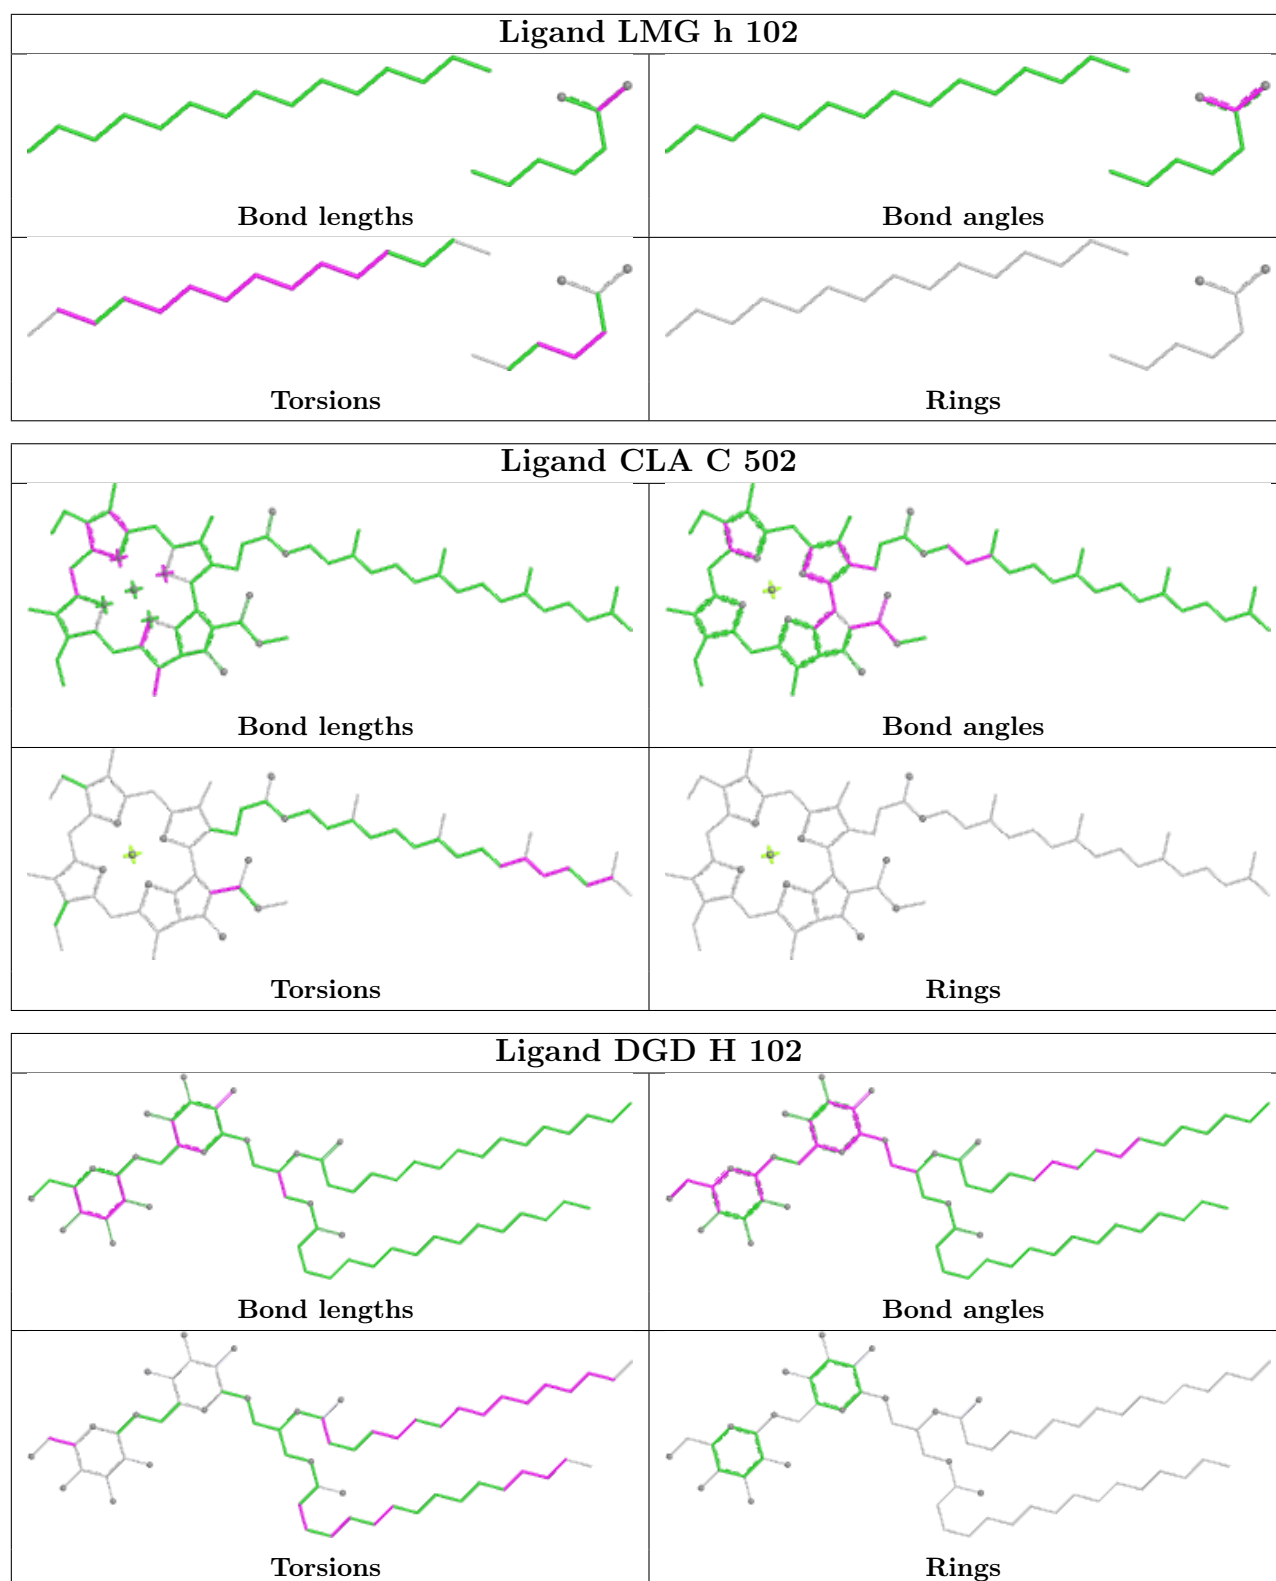 Ligand LMG h 102
Bond lengths
Bond angles
Torsions
Rings
Ligand CLA C 502
Bond lengths
Bond angles
Torsions
Rings
Ligand DGD H 102
Bond lengths
Bond angles
Torsions
Rings